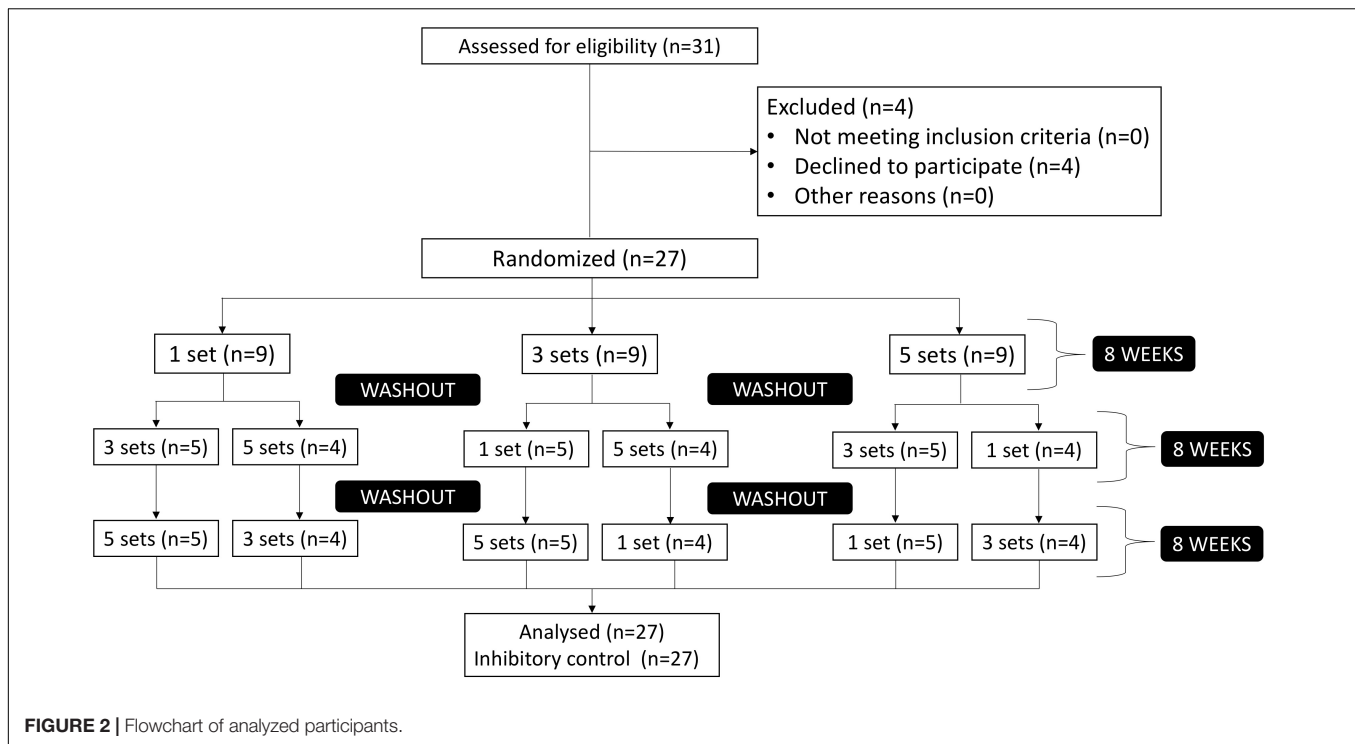 Assessed for eligibility (n=31)
Excluded (n=4)
• Not meeting inclusion criteria (n=0)
• Declined to participate (n=4)
• Other reasons (n=0)
Randomized (n=27)
1 set (n=9)
3 sets (n=9)
5 sets (n=9)
8 WEEKS
WASHOUT
WASHOUT
3 sets (n=5)
5 sets (n=4)
1 set (n=5)
5 sets (n=4)
3 sets (n=5)
1 set (n=4)
8 WEEKS
WASHOUT
WASHOUT
5 sets (n=5)
3 sets (n=4)
5 sets (n=5)
1 set (n=4)
1 set (n=5)
3 sets (n=4)
8 WEEKS
Analysed (n=27)
Inhibitory control (n=27)
FIGURE 2 | Flowchart of analyzed participants.